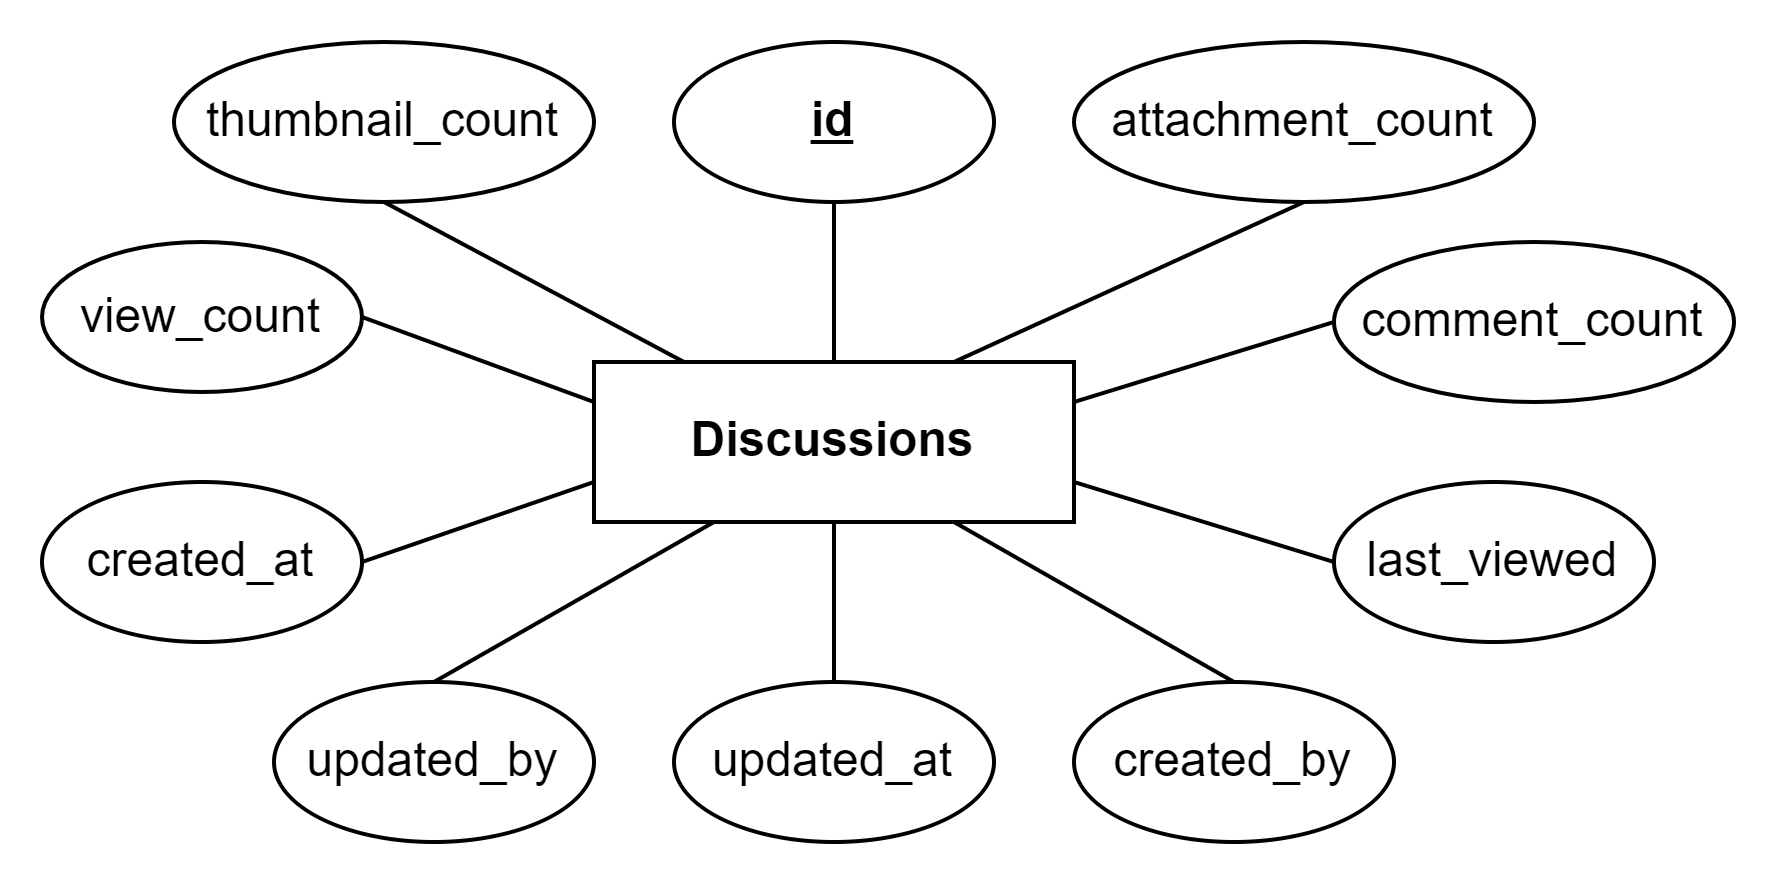 thumbnail_count
id
attachment_count
view_count
comment_count
Discussions
created_at
last_viewed
updated_by
updated_at
created_by